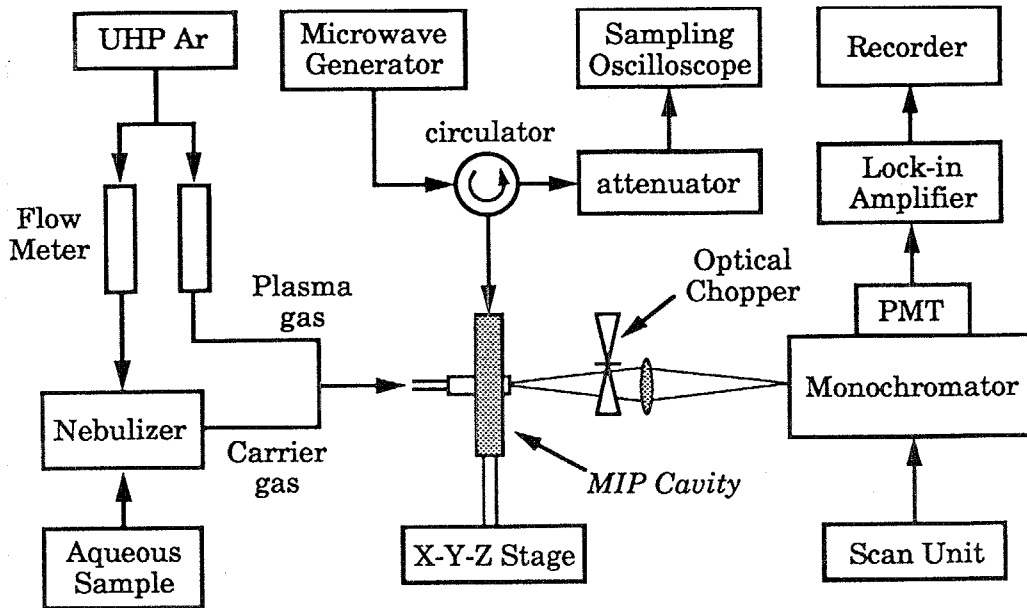 UHP Ar
Microwave
Generator
Sampling
Oscilloscope
Recorder
circulator
attenuator
Lock-in
Amplifier
Flow
Meter
Plasma
gas
Optical
Chopper
PMT
Monochromator
Nebulizer
Carrier
gas
MIP Cavity
Aqueous
Sample
X-Y-Z Stage
Scan Unit